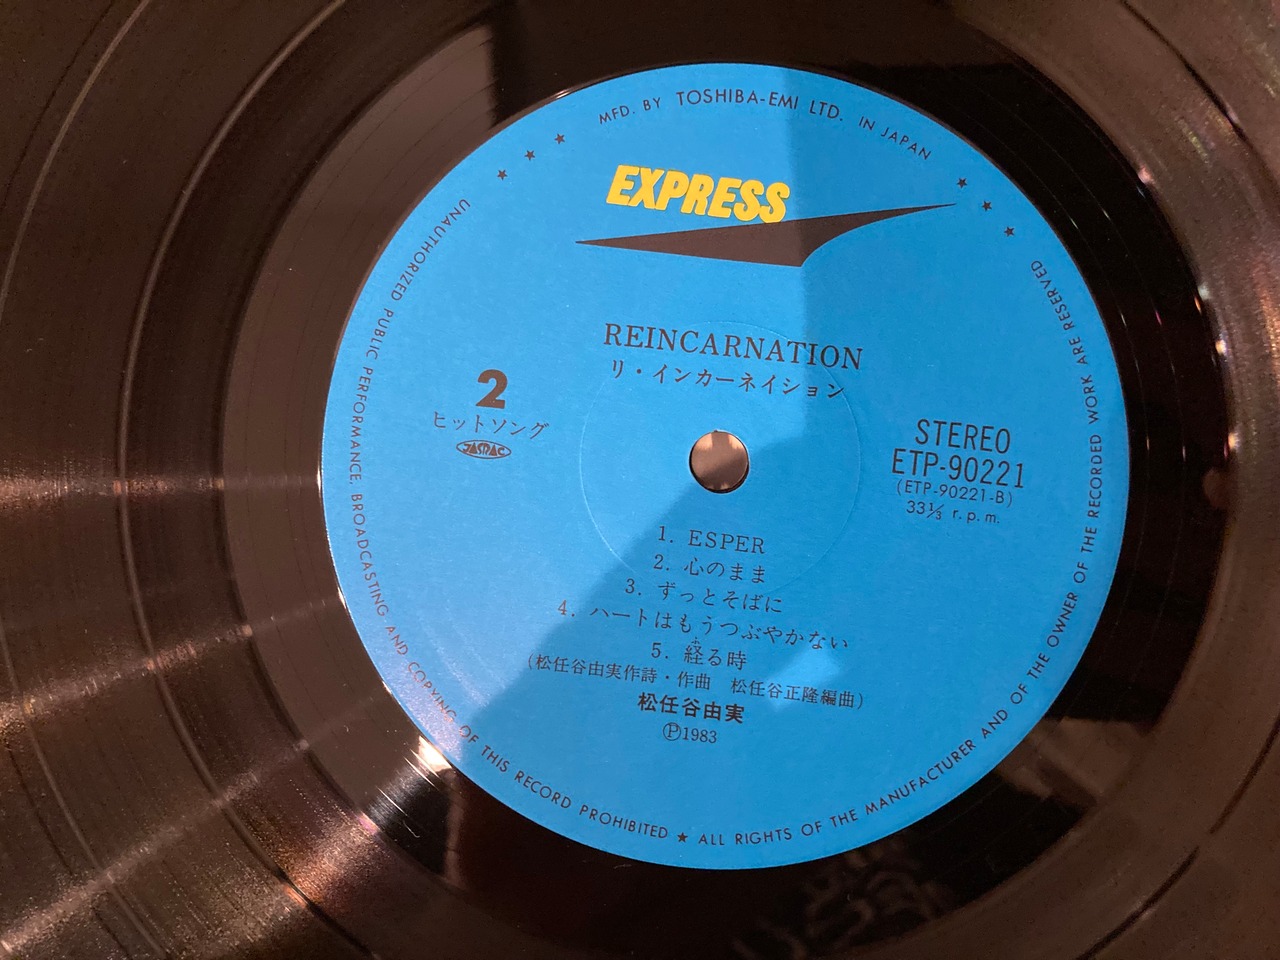 MFD. BY TOSHIBA-EMI LTD. IN JAPAN
EXPRESS
REINCARNATION
リ・インカーネイション
2
ヒットソング
JASRAC
STEREO
ETP-90221
(ETP-90221-B)
33⅓ r.p.m.
1. ESPER
2. 心のまま
3. ずっとそばに
4. ハートはもうつぶやかない
5. 経る時
(松任谷由実作詩・作曲 松任谷正隆編曲)
松任谷由実
Ⓟ1983
UNAUTHORIZED PUBLIC PERFORMANCE, BROADCASTING AND COPYING OF THIS RECORD PROHIBITED ★ ALL RIGHTS OF THE MANUFACTURER AND OF THE OWNER OF THE RECORDED WORK ARE RESERVED